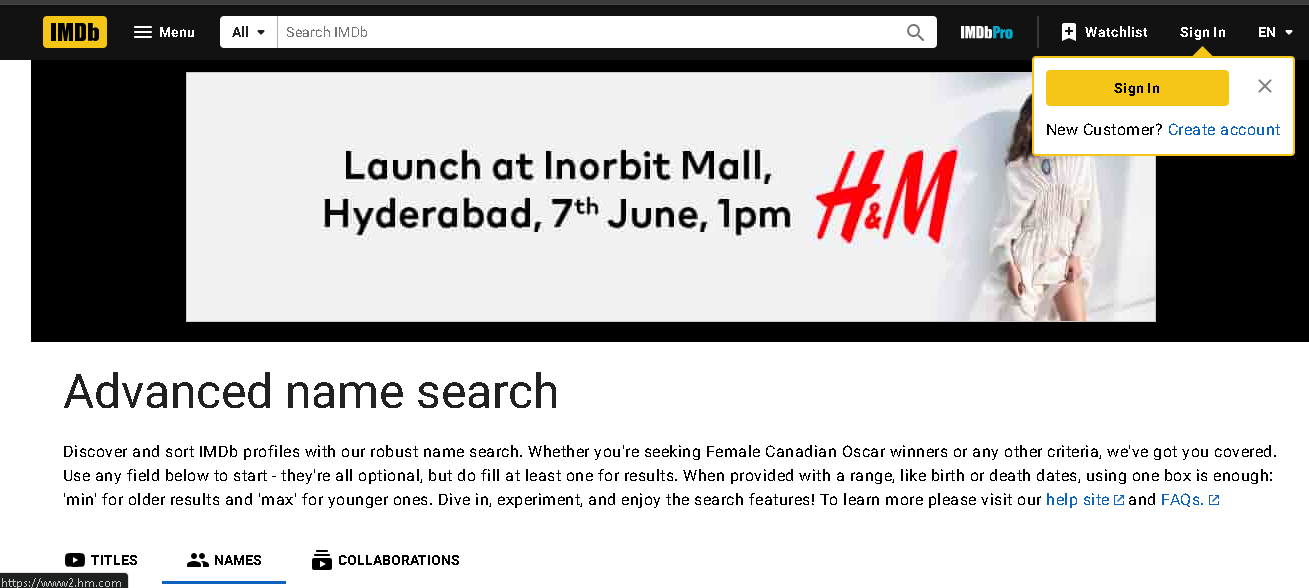 IMDb Menu All Search IMDb IMDbPro Watchlist Sign In EN
Sign In
New Customer? Create account
Launch at Inorbit Mall,
Hyderabad, 7th June, 1pm
H&M
Advanced name search
Discover and sort IMDb profiles with our robust name search. Whether you're seeking Female Canadian Oscar winners or any other criteria, we've got you covered.
Use any field below to start - they're all optional, but do fill at least one for results. When provided with a range, like birth or death dates, using one box is enough:
'min' for older results and 'max' for younger ones. Dive in, experiment, and enjoy the search features! To learn more please visit our help site and FAQs.
TITLES NAMES COLLABORATIONS
https://www2.hm.com